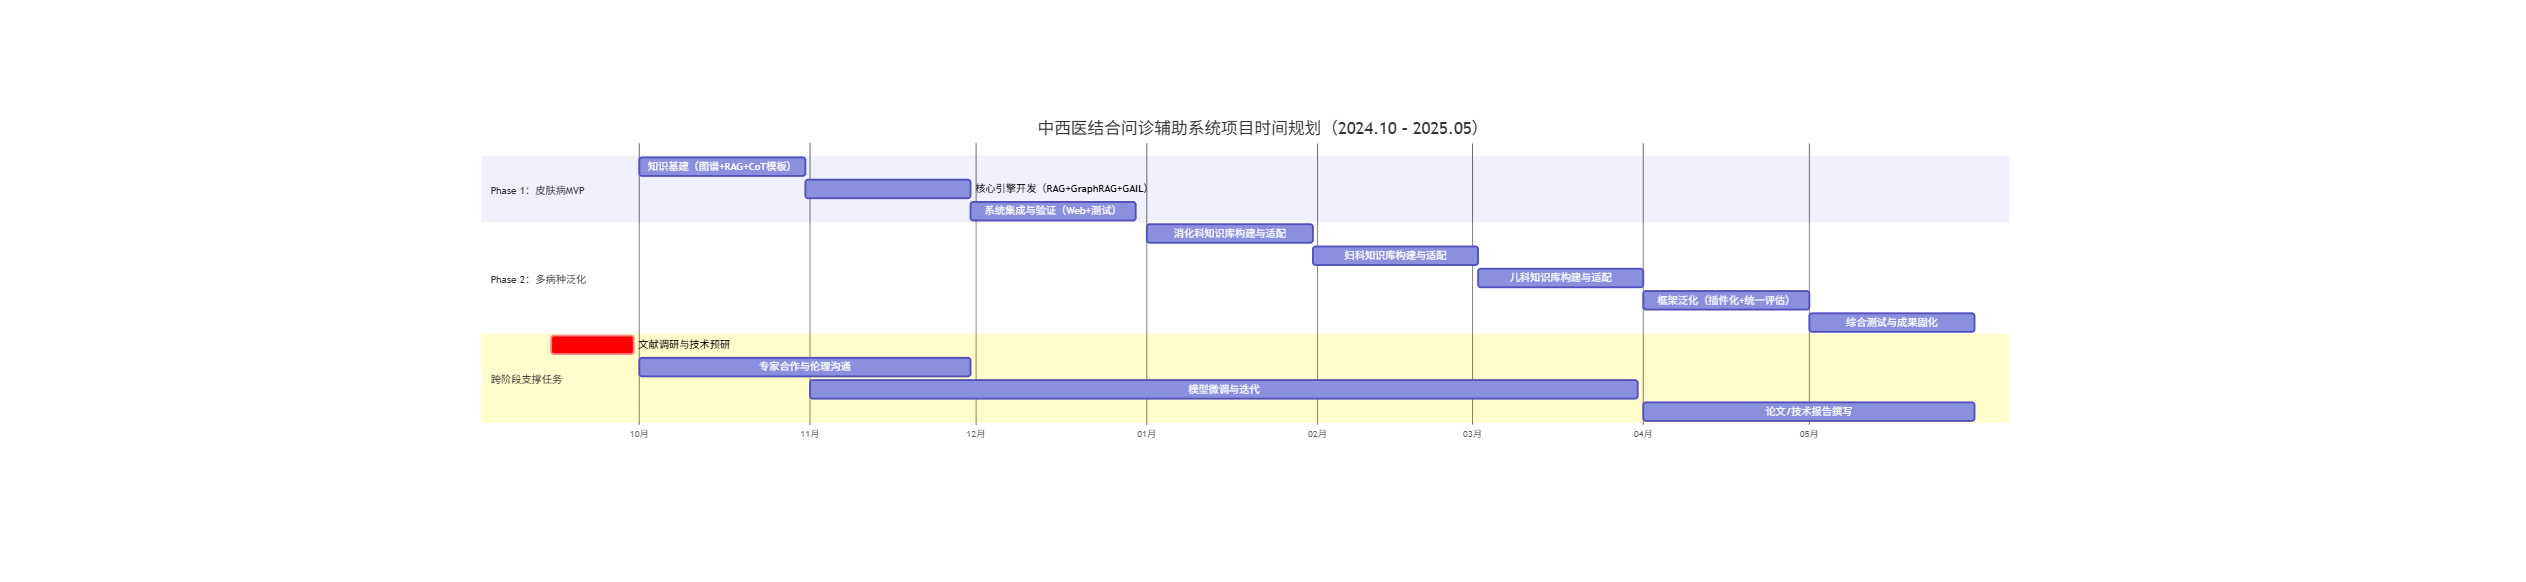 中西医结合问诊辅助系统项目时间规划（2024.10 - 2025.05）
Phase 1：皮肤病MVP
知识基建（图谱+RAG+CoT模板）
核心引擎开发（RAG+GraphRAG+GAIL）
系统集成与验证（Web+测试）
Phase 2：多病种泛化
消化科知识库构建与适配
妇科知识库构建与适配
儿科知识库构建与适配
框架泛化（插件化+统一评估）
综合测试与成果固化
跨阶段支撑任务
文献调研与技术预研
专家合作与伦理沟通
模型微调与迭代
论文/技术报告撰写
10月 11月 12月 01月 02月 03月 04月 05月